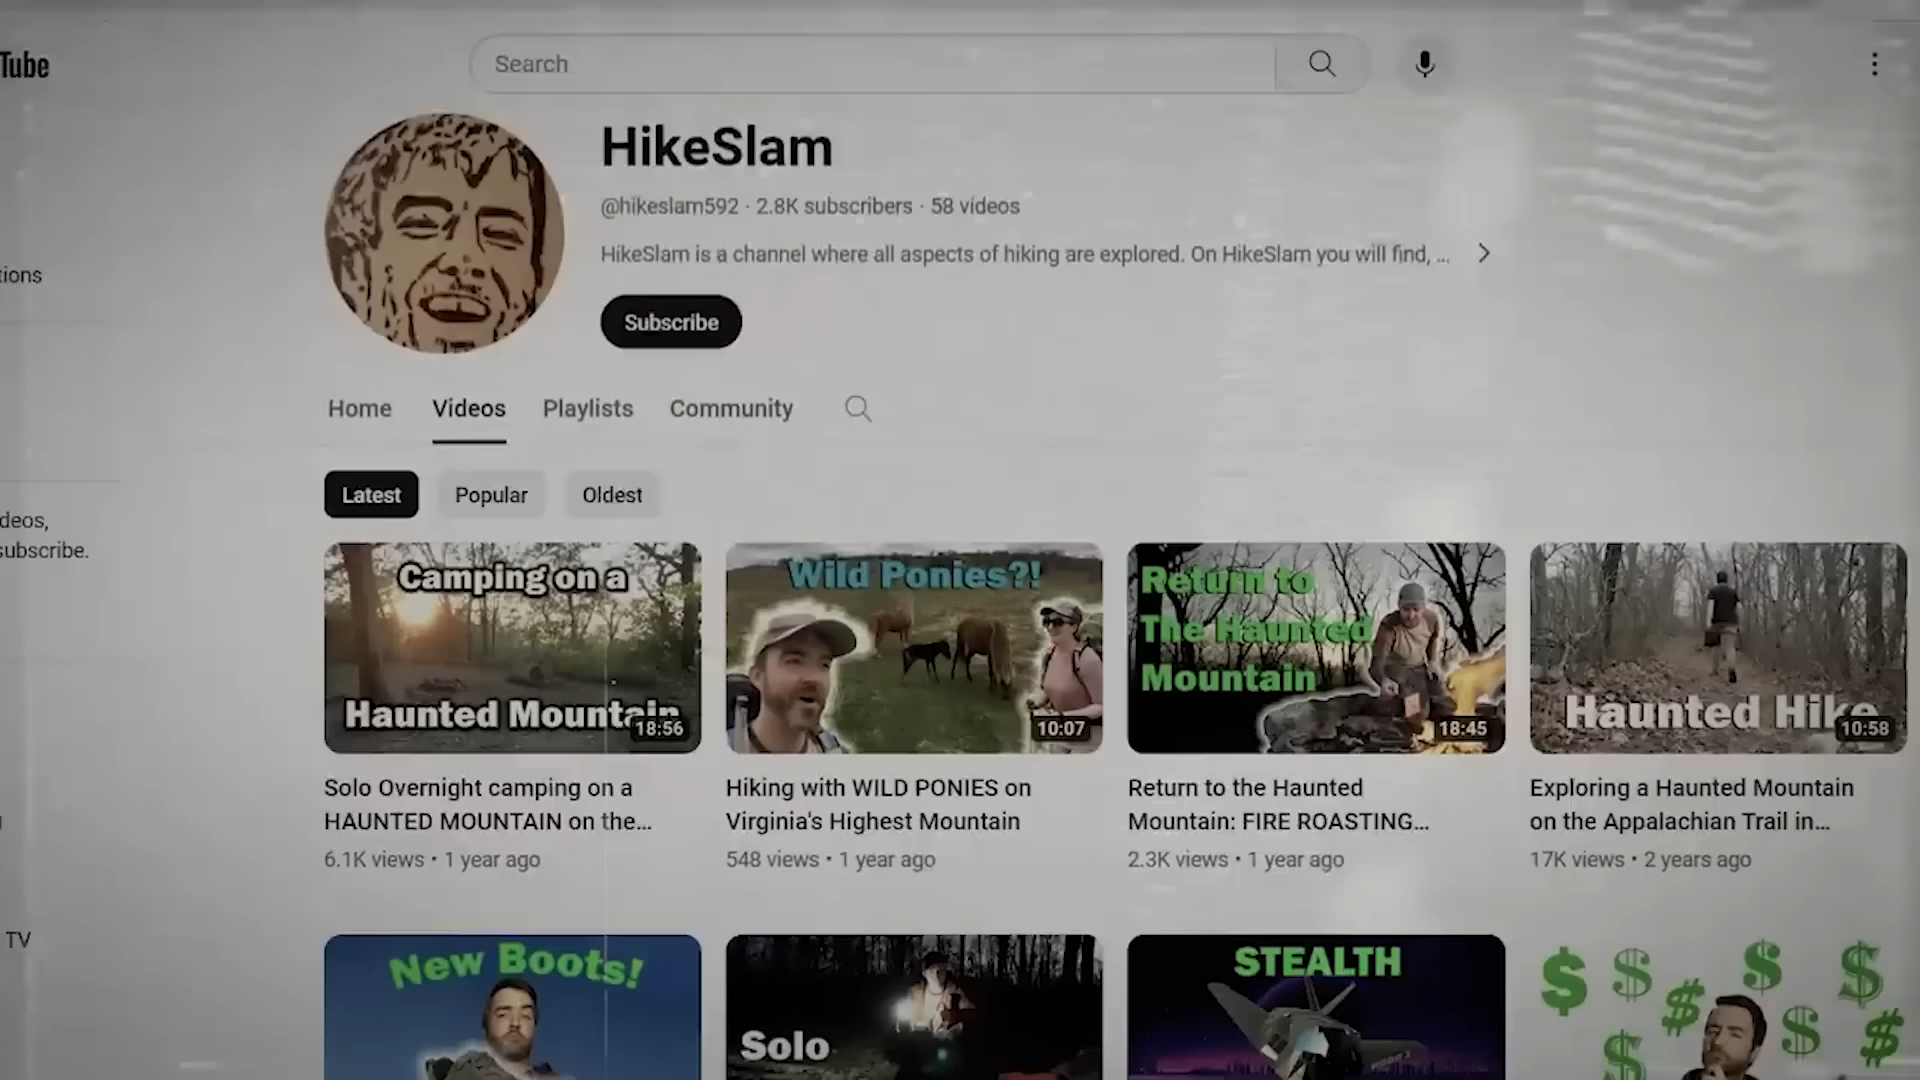 Tube
Search
HikeSlam
@hikeslam592 · 2.8K subscribers · 58 videos
HikeSlam is a channel where all aspects of hiking are explored. On HikeSlam you will find, ...
Subscribe
tions
Home Videos Playlists Community
Latest Popular Oldest
deos,
subscribe.
Camping on a
Haunted Mountain
18:56
Wild Ponies?!
10:07
Return to
The Haunted
Mountain
18:45
Haunted Hike
10:58
Solo Overnight camping on a
HAUNTED MOUNTAIN on the...
6.1K views • 1 year ago
Hiking with WILD PONIES on
Virginia's Highest Mountain
548 views • 1 year ago
Return to the Haunted
Mountain: FIRE ROASTING...
2.3K views • 1 year ago
Exploring a Haunted Mountain
on the Appalachian Trail in...
17K views • 2 years ago
TV
New Boots!
Solo
STEALTH
$ $ $ $ $ $ $ $